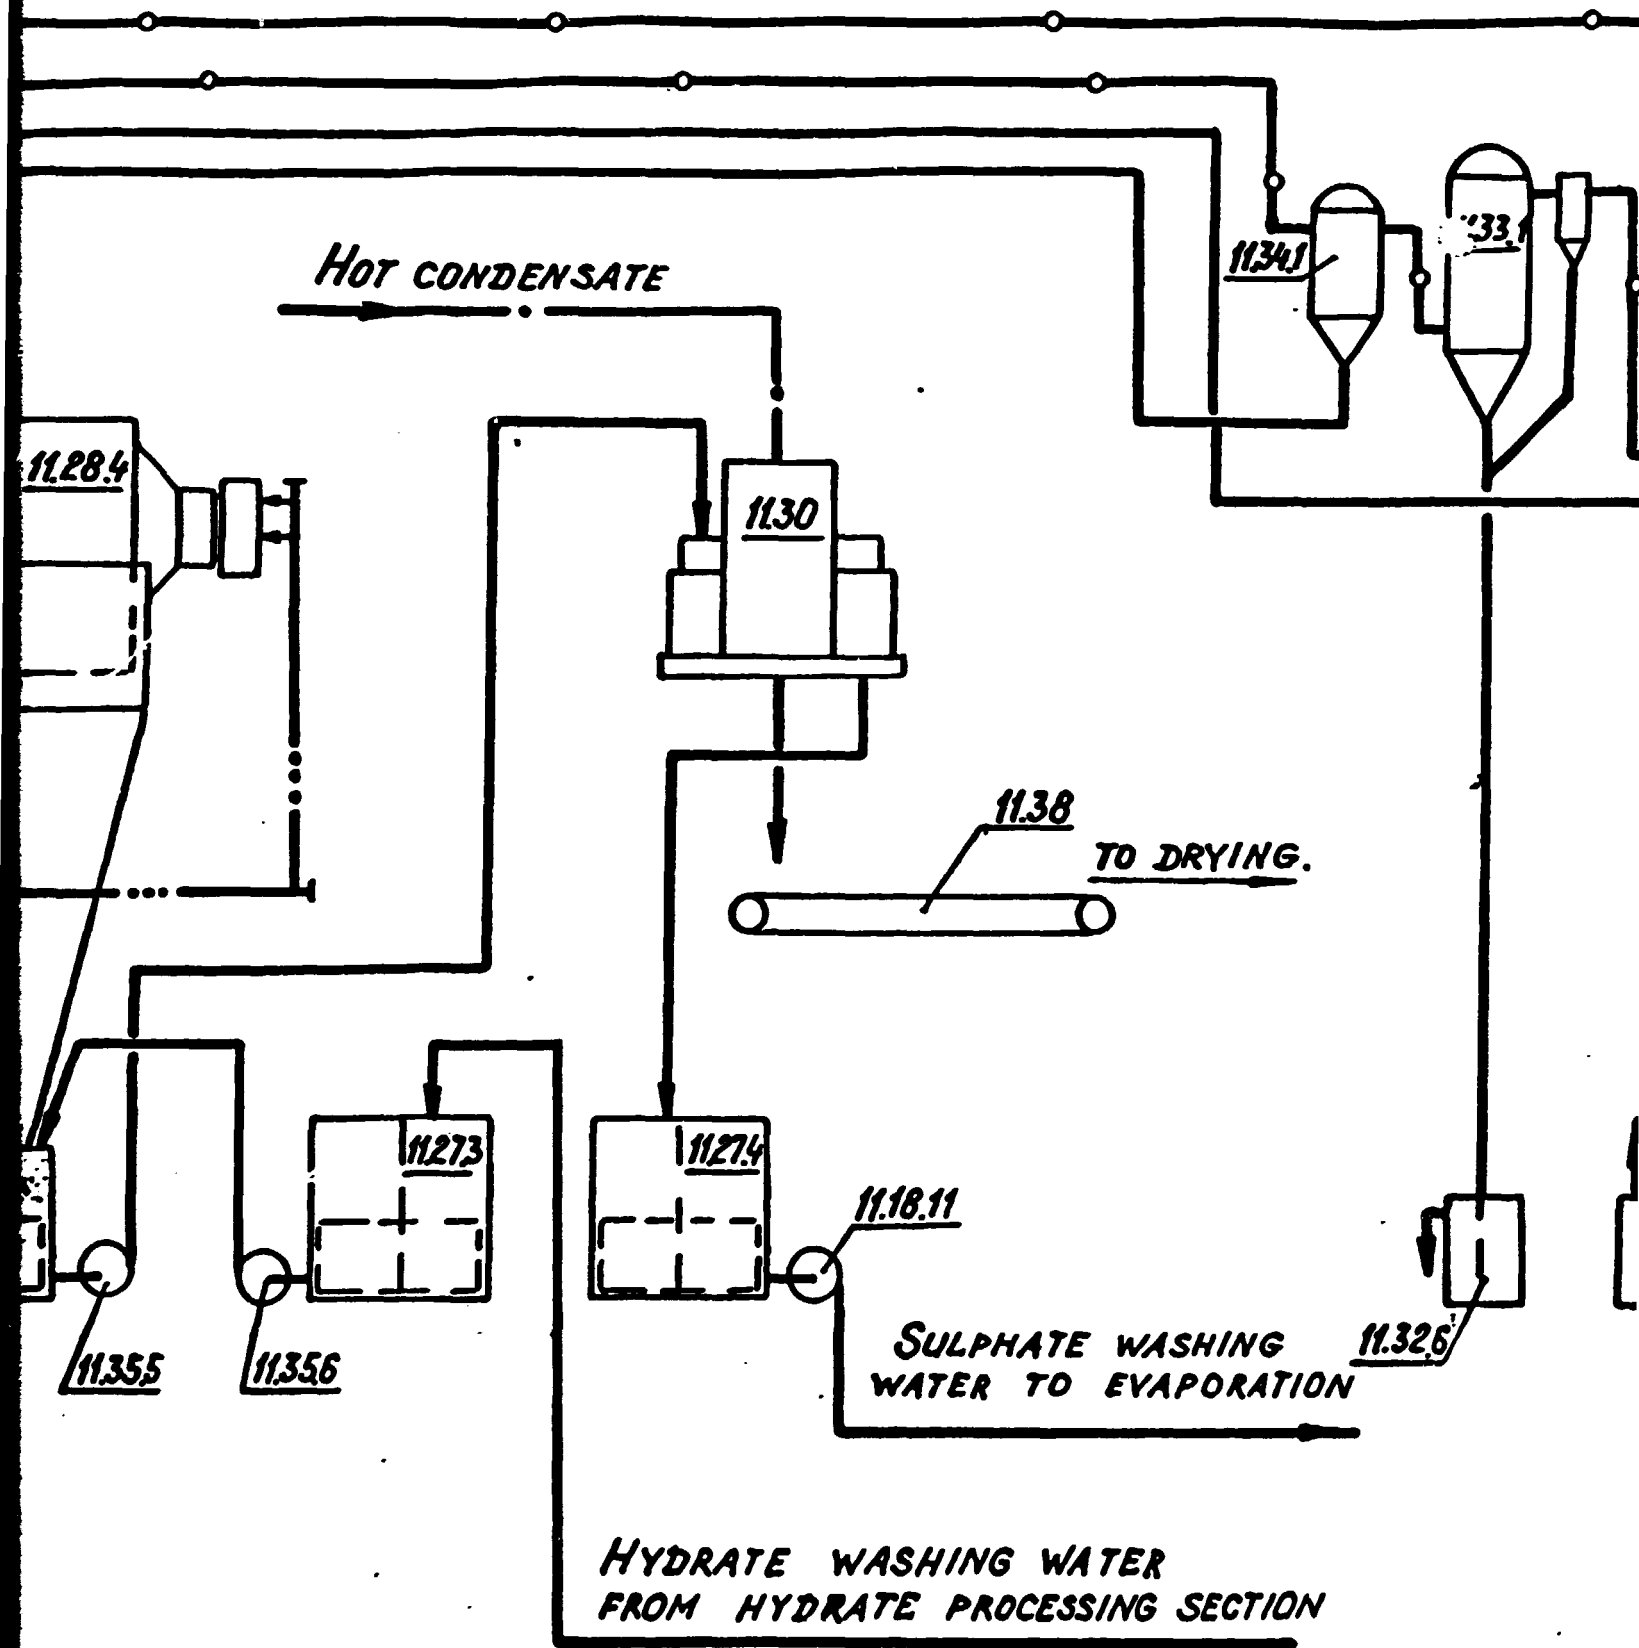 HOT CONDENSATE
11.34.1
11.28.4
11.30
11.38
TO DRYING.
11.27.3
11.27.4
11.18.11
11.35.5
11.35.6
SULPHATE WASHING
WATER TO EVAPORATION
11.32.6
HYDRATE WASHING WATER
FROM HYDRATE PROCESSING SECTION